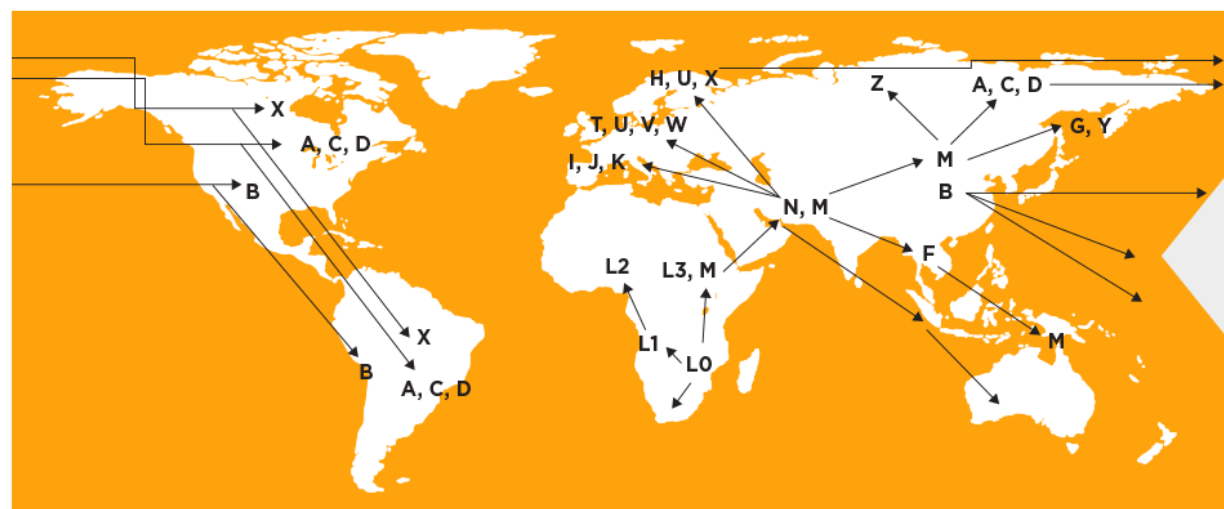 H, U, X
Z
A, C, D
X
T, U, V, W
G, Y
A, C, D
I, J, K
M
B
B
N, M
F
L2
L3, M
X
L1
M
B
L0
A, C, D